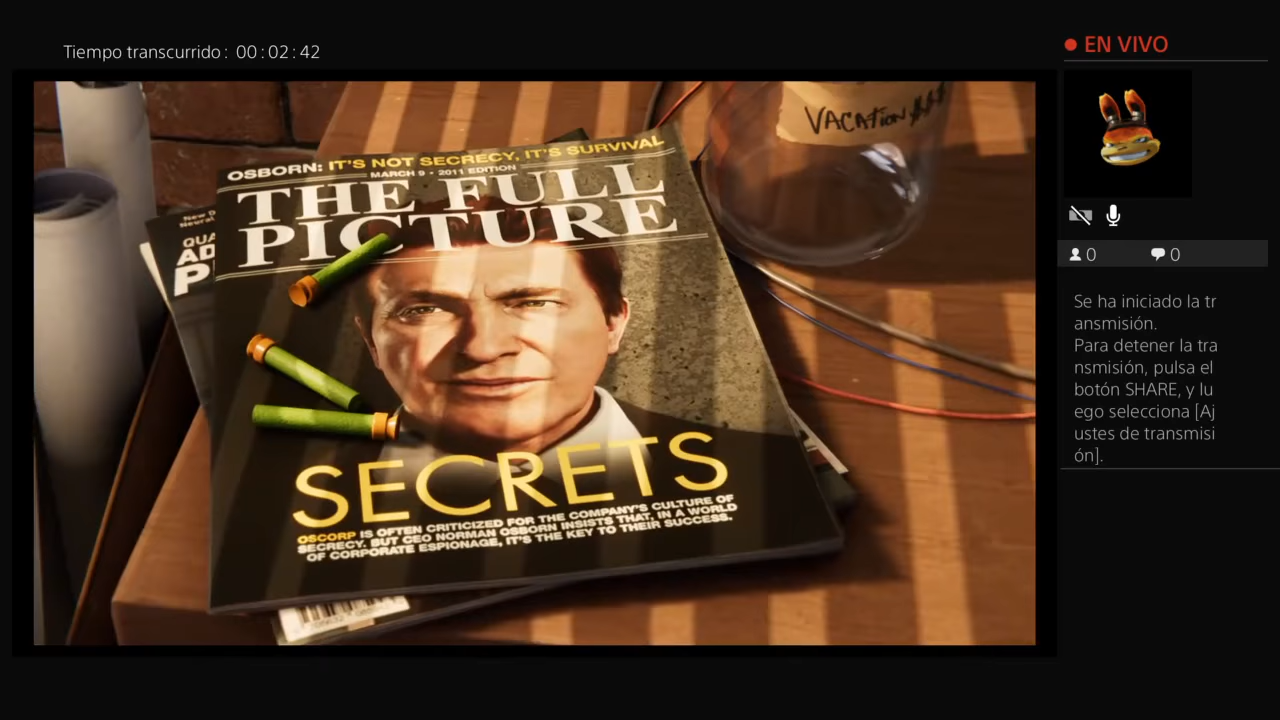 Tiempo transcurrido : 00 : 02 : 42
EN VIVO
0
0
Se ha iniciado la tr
ansmisión.
Para detener la tra
nsmisión, pulsa el
botón SHARE, y lu
ego selecciona [Aj
ustes de transmisi
ón].
VACATION $$$
OSBORN: IT'S NOT SECRECY, IT'S SURVIVAL
MARCH 9 • 2011 EDITION
THE FULL
PICTURE
New D
QUA
AD
P
SECRETS
OSCORP IS OFTEN CRITICIZED FOR THE COMPANY'S CULTURE OF
SECRECY. BUT CEO NORMAN OSBORN INSISTS THAT, IN A WORLD
OF CORPORATE ESPIONAGE, IT'S THE KEY TO THEIR SUCCESS.